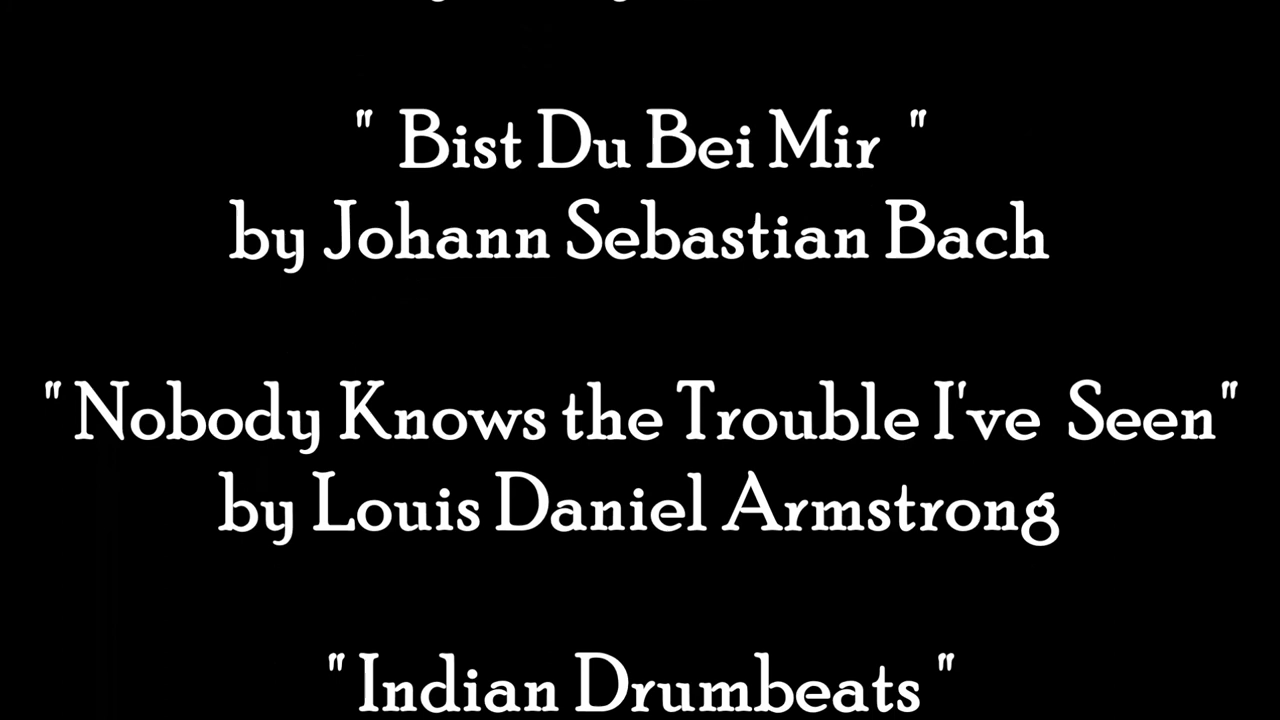 " Bist Du Bei Mir "
by Johann Sebastian Bach
"Nobody Knows the Trouble I've Seen"
by Louis Daniel Armstrong
"Indian Drumbeats"